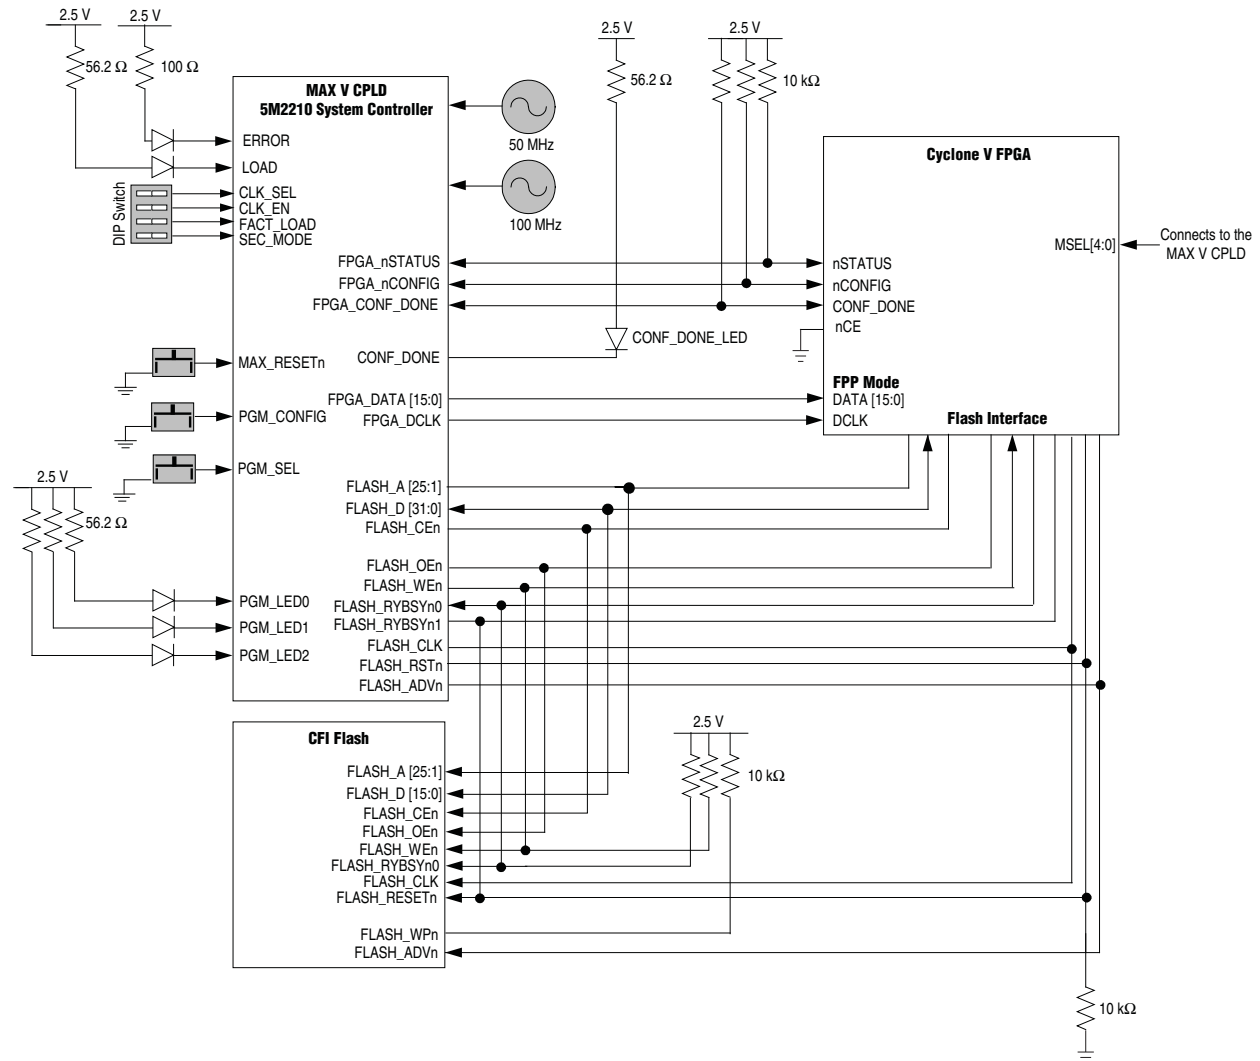 2.5 V
2.5 V
56.2 Ω
100 Ω
2.5 V
56.2 Ω
2.5 V
10 kΩ
MAX V CPLD
5M2210 System Controller
50 MHz
100 MHz
ERROR
LOAD
DIP Switch
CLK_SEL
CLK_EN
FACT_LOAD
SEC_MODE
FPGA_nSTATUS
FPGA_nCONFIG
FPGA_CONF_DONE
MAX_RESETn
CONF_DONE
CONF_DONE_LED
PGM_CONFIG
FPGA_DATA [15:0]
FPGA_DCLK
PGM_SEL
2.5 V
56.2 Ω
FLASH_A [25:1]
FLASH_D [31:0]
FLASH_CEn
FLASH_OEn
FLASH_WEn
FLASH_RYBSYn0
FLASH_RYBSYn1
FLASH_CLK
FLASH_RSTn
FLASH_ADVn
PGM_LED0
PGM_LED1
PGM_LED2
Cyclone V FPGA
MSEL[4:0]
Connects to the
MAX V CPLD
nSTATUS
nCONFIG
CONF_DONE
nCE
FPP Mode
DATA [15:0]
DCLK
Flash Interface
CFI Flash
FLASH_A [25:1]
FLASH_D [15:0]
FLASH_CEn
FLASH_OEn
FLASH_WEn
FLASH_RYBSYn0
FLASH_CLK
FLASH_RESETn
FLASH_WPn
FLASH_ADVn
2.5 V
10 kΩ
10 kΩ